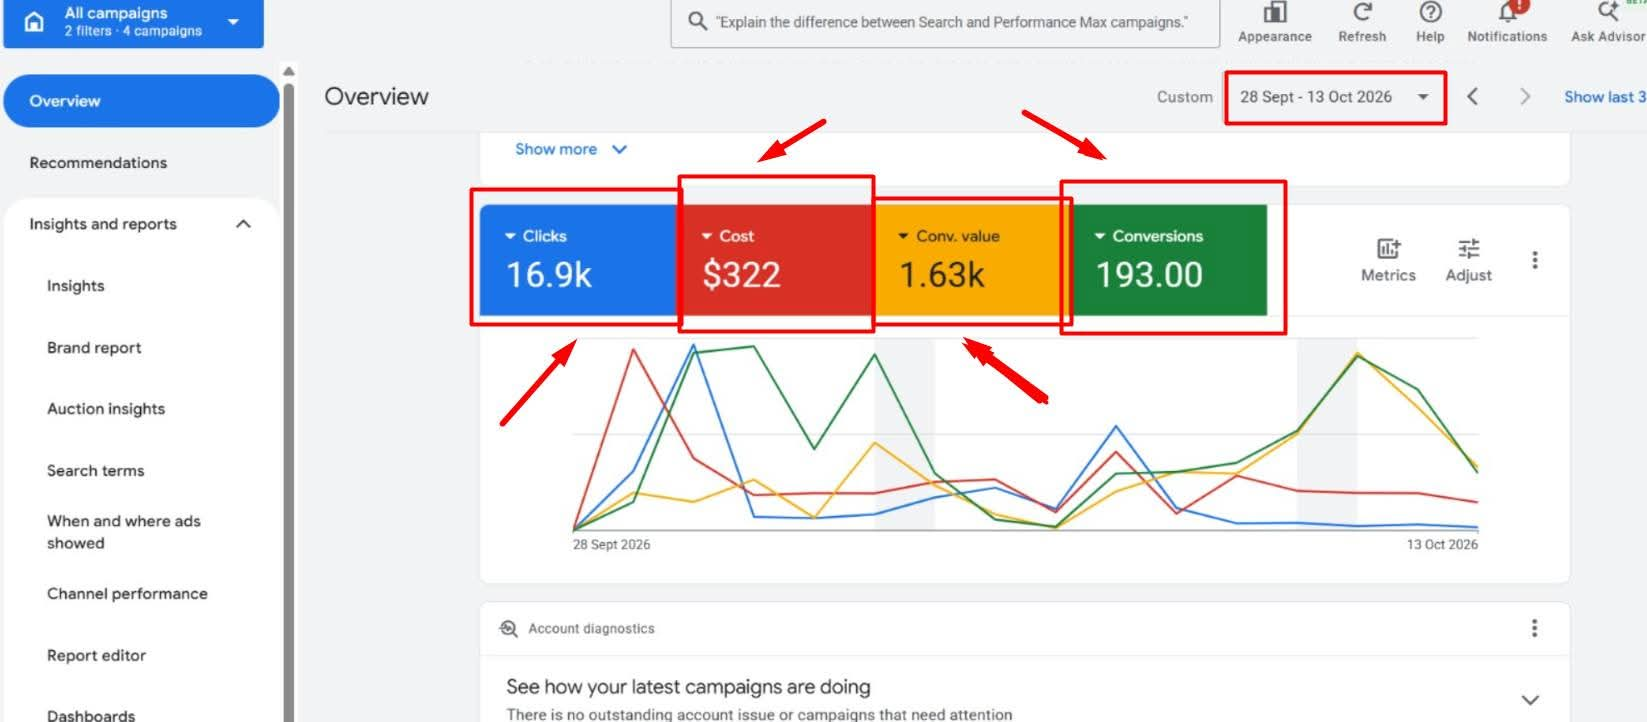 All campaigns
2 filters · 4 campaigns
"Explain the difference between Search and Performance Max campaigns."
Appearance
Refresh
Help
!
Notifications
Ask Advisor
Overview
Recommendations
Insights and reports
Insights
Brand report
Auction insights
Search terms
When and where ads
showed
Channel performance
Report editor
Dashboards
Overview
Custom
28 Sept - 13 Oct 2026
Show last 3
Show more
Clicks
16.9k
Cost
$322
Conv. value
1.63k
Conversions
193.00
Metrics
Adjust
28 Sept 2026
13 Oct 2026
Account diagnostics
See how your latest campaigns are doing
There is no outstanding account issue or campaigns that need attention